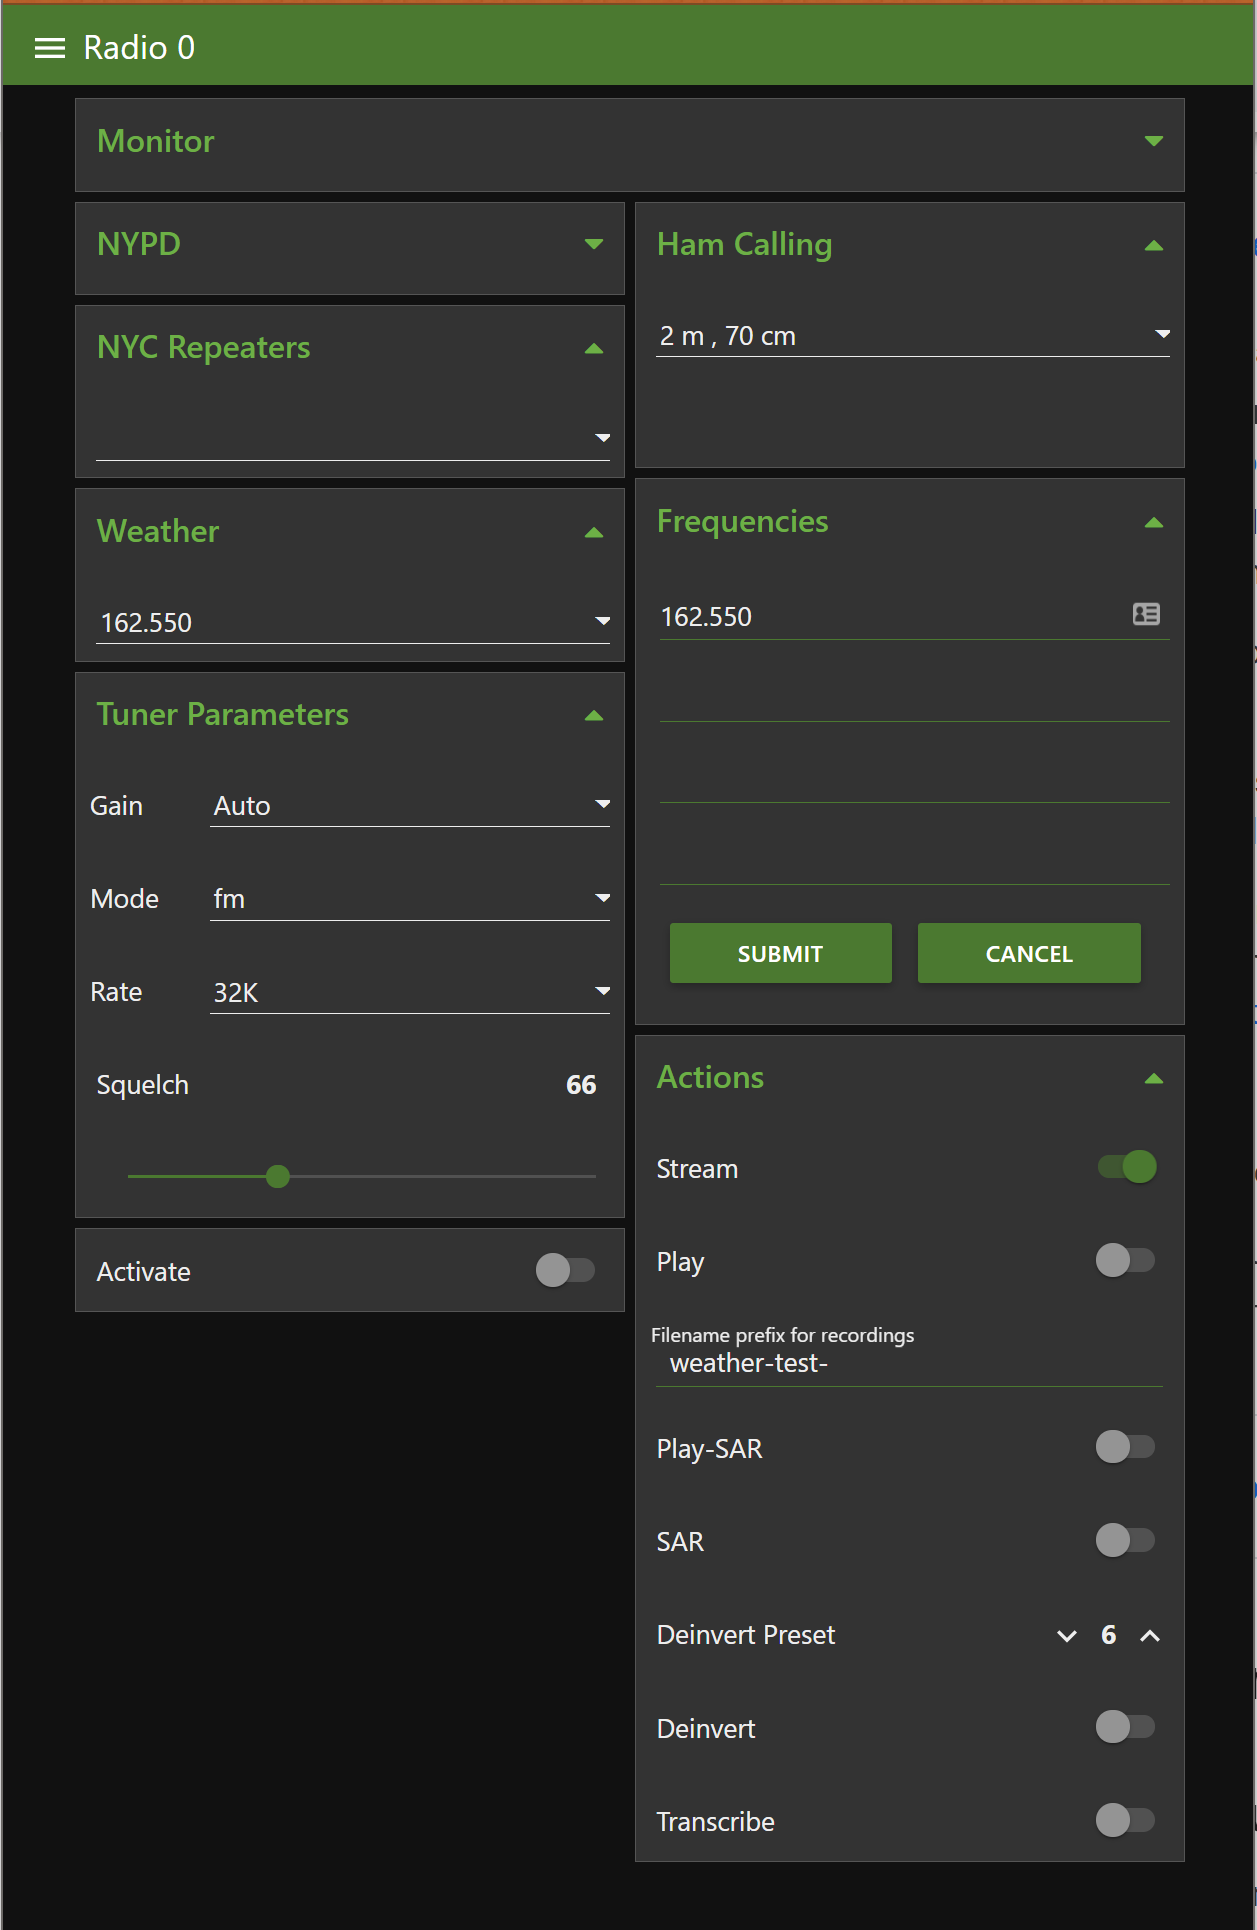 Radio 0
Monitor
NYPD
NYC Repeaters
Weather
162.550
Tuner Parameters
Gain Auto
Mode fm
Rate 32K
Squelch 66
Activate
Ham Calling
2 m , 70 cm
Frequencies
162.550
SUBMIT CANCEL
Actions
Stream
Play
Filename prefix for recordings
weather-test-
Play-SAR
SAR
Deinvert Preset 6
Deinvert
Transcribe